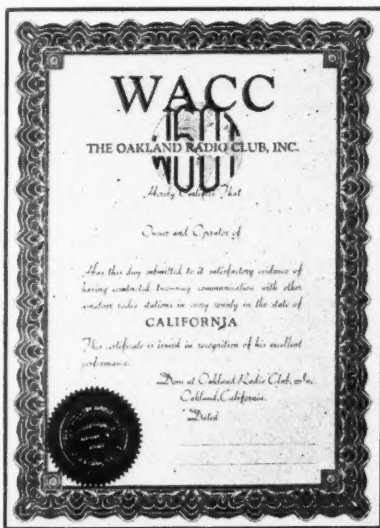 WACC
THE OAKLAND RADIO CLUB, INC.
Hereby Certifies That
Owner and Operator of
Has this day submitted to it satisfactory evidence of
having conducted two-way communication with other
amateur radio stations in every county in the state of
CALIFORNIA
This certificate is issued in recognition of his excellent
performance.
Done at Oakland Radio Club, Inc.
Oakland, California.
Dated